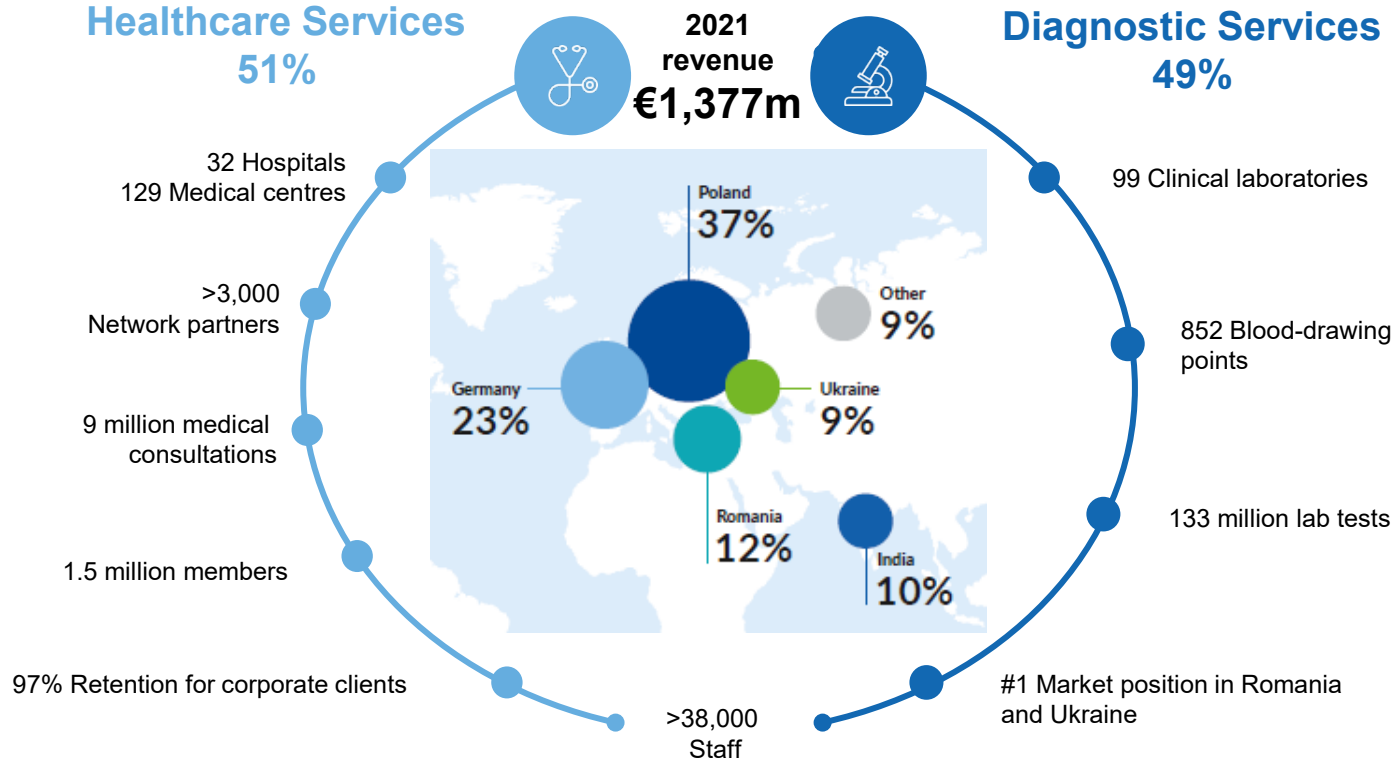 Healthcare Services
51%
2021
revenue
€1,377m
Diagnostic Services
49%
32 Hospitals
129 Medical centres
>3,000
Network partners
9 million medical
consultations
1.5 million members
97% Retention for corporate clients
Poland
37%
Other
9%
Germany
23%
Ukraine
9%
Romania
12%
India
10%
99 Clinical laboratories
852 Blood-drawing
points
133 million lab tests
#1 Market position in Romania
and Ukraine
>38,000
Staff